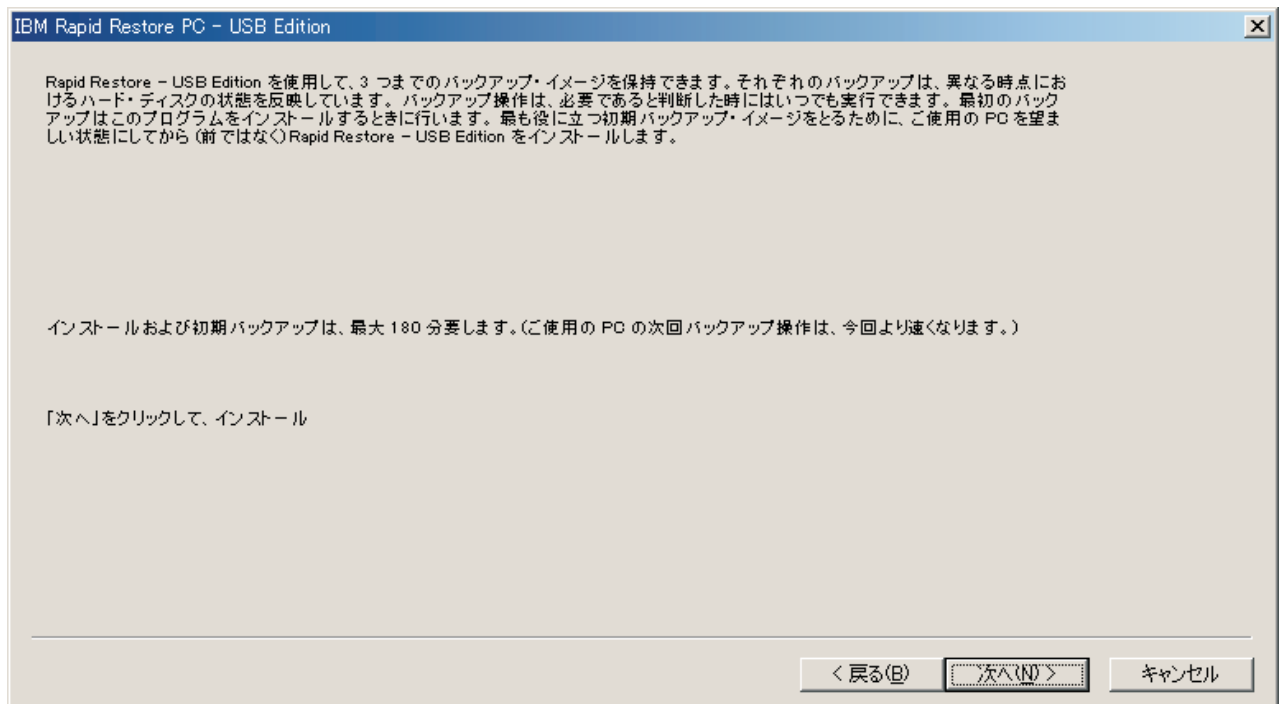 IBM Rapid Restore PC - USB Edition
Rapid Restore - USB Edition を使用して、3 つまでのバックアップ・イメージを保持できます。それぞれのバックアップは、異なる時点にお
けるハード・ディスクの状態を反映しています。バックアップ操作は、必要であると判断した時にはいつでも実行できます。最初のバック
アップはこのプログラムをインストールするときに行います。最も役に立つ初期バックアップ・イメージをとるために、ご使用の PC を望ま
しい状態にしてから (前ではなく)Rapid Restore - USB Edition をインストールします。
インストールおよび初期バックアップは、最大 180 分要します。(ご使用の PC の次回バックアップ操作は、今回より速くなります。)
「次へ」をクリックして、インストール
< 戻る(B)
次へ(N) >
キャンセル